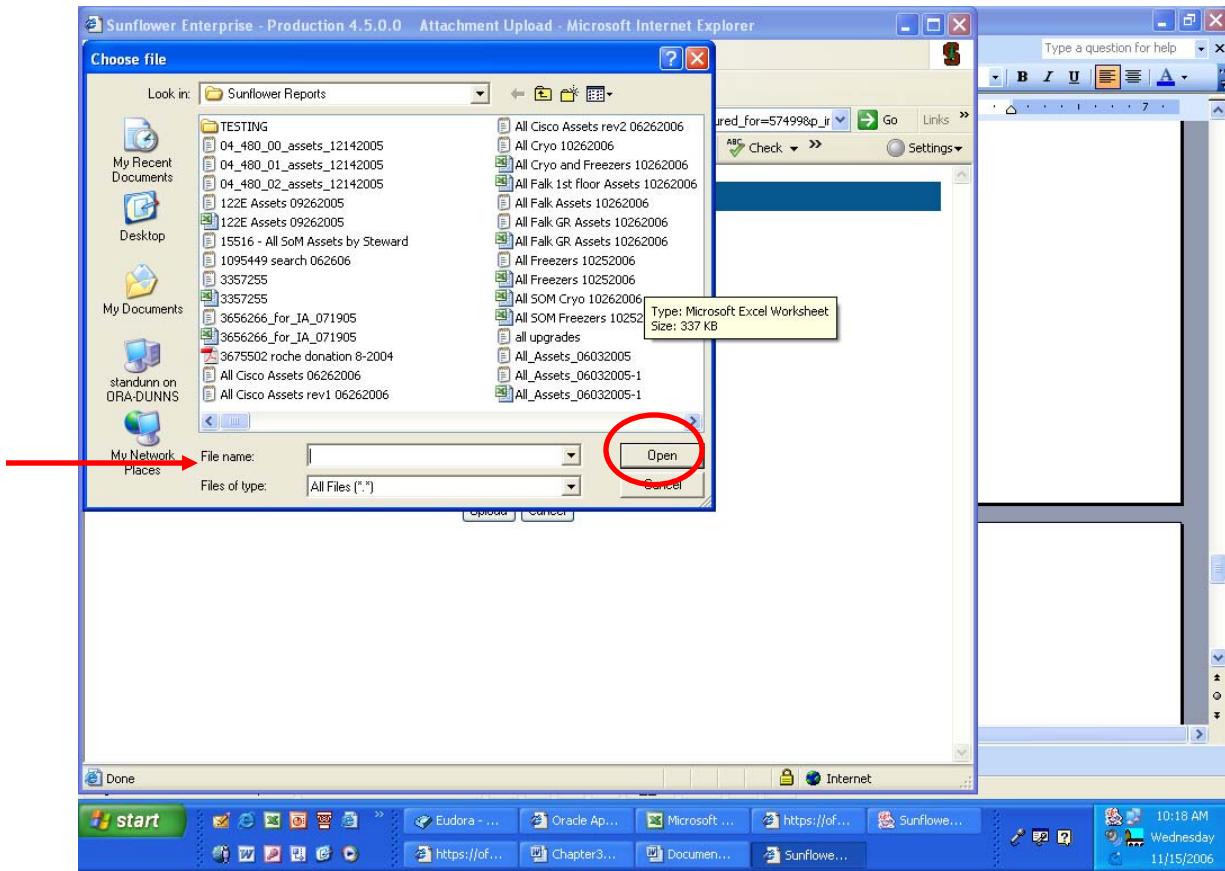 Sunflower Enterprise - Production 4.5.0.0 Attachment Upload - Microsoft Internet Explorer
Choose file
Type a question for help
Look in:
Sunflower Reports
B I U
A
7
TESTING
04_480_00_assets_12142005
04_480_01_assets_12142005
04_480_02_assets_12142005
122E Assets 09262005
122E Assets 09262005
15516 - All SoM Assets by Steward
1095449 search 062606
3357255
3357255
3656266_for_IA_071905
3656266_for_IA_071905
3675502 roche donation 8-2004
All Cisco Assets 06262006
All Cisco Assets rev1 06262006
All Cisco Assets rev2 06262006
All Cryo 10262006
All Cryo and Freezers 10262006
All Falk 1st floor Assets 10262006
All Falk Assets 10262006
All Falk GR Assets 10262006
All Falk GR Assets 10262006
All Freezers 10252006
All Freezers 10252006
All SOM Cryo 10262006
All SOM Freezers 10252
all upgrades
All_Assets_06032005
All_Assets_06032005-1
All_Assets_06032005-1
Type: Microsoft Excel Worksheet
Size: 337 KB
My Recent
Documents
Desktop
My Documents
standunn on
ORA-DUNNS
My Network
Places
ured_for=57499&p_ir
Go
Links »
ABC
Check
»
Settings
File name:
Open
Files of type:
All Files (*.*)
Cancel
Upload
Cancel
Done
Internet
start
»
Eudora - ...
Oracle Ap...
Microsoft ...
https://of...
Sunflowe...
https://of...
Chapter3...
Documen...
Sunflowe...
10:18 AM
Wednesday
11/15/2006